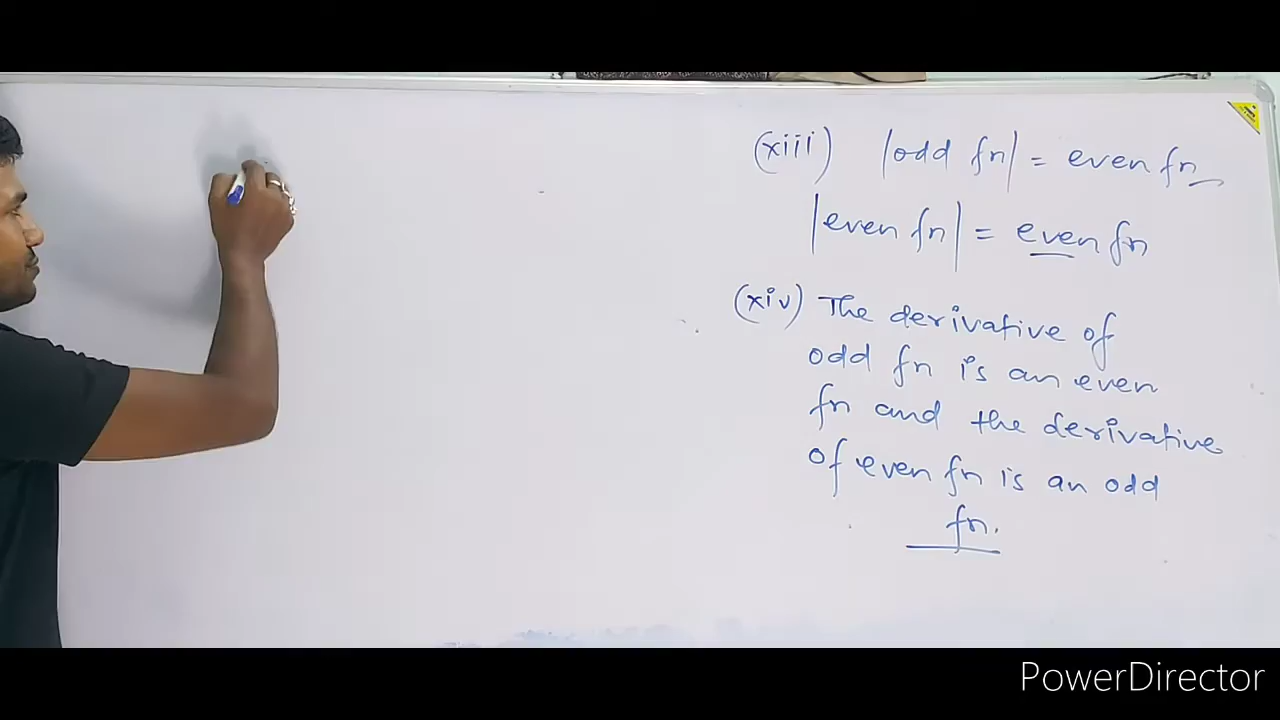 (xiii) |odd fn| = even fn
|even fn| = even fn
(xiv) The derivative of
odd fn is an even
fn and the derivative
of even fn is an odd
fn.
PowerDirector